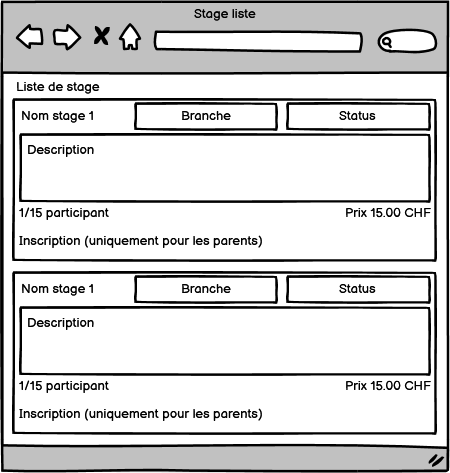 Stage liste
Liste de stage
Nom stage 1 Branche Status
Description
1/15 participant Prix 15.00 CHF
Inscription (uniquement pour les parents)
Nom stage 1 Branche Status
Description
1/15 participant Prix 15.00 CHF
Inscription (uniquement pour les parents)